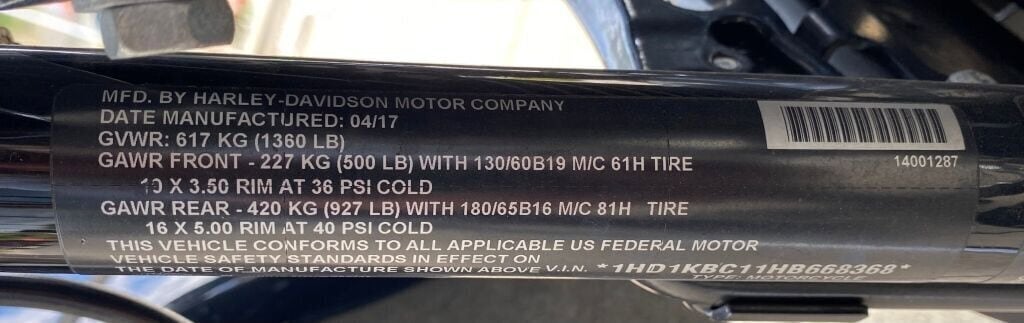 MFD. BY HARLEY-DAVIDSON MOTOR COMPANY
DATE MANUFACTURED: 04/17
GVWR: 617 KG (1360 LB)
GAWR FRONT - 227 KG (500 LB) WITH 130/60B19 M/C 61H TIRE
X 3.50 RIM AT 36 PSI COLD
GAWR REAR - 420 KG (927 LB) WITH 180/65B16 M/C 81H TIRE
16 X 5.00 RIM AT 40 PSI COLD
THIS VEHICLE CONFORMS TO ALL APPLICABLE US FEDERAL MOTOR
VEHICLE SAFETY STANDARDS IN EFFECT ON
THE DATE OF MANUFACTURE SHOWN ABOVE V.I.N. *1HD1KBC11HB668368*
14001287